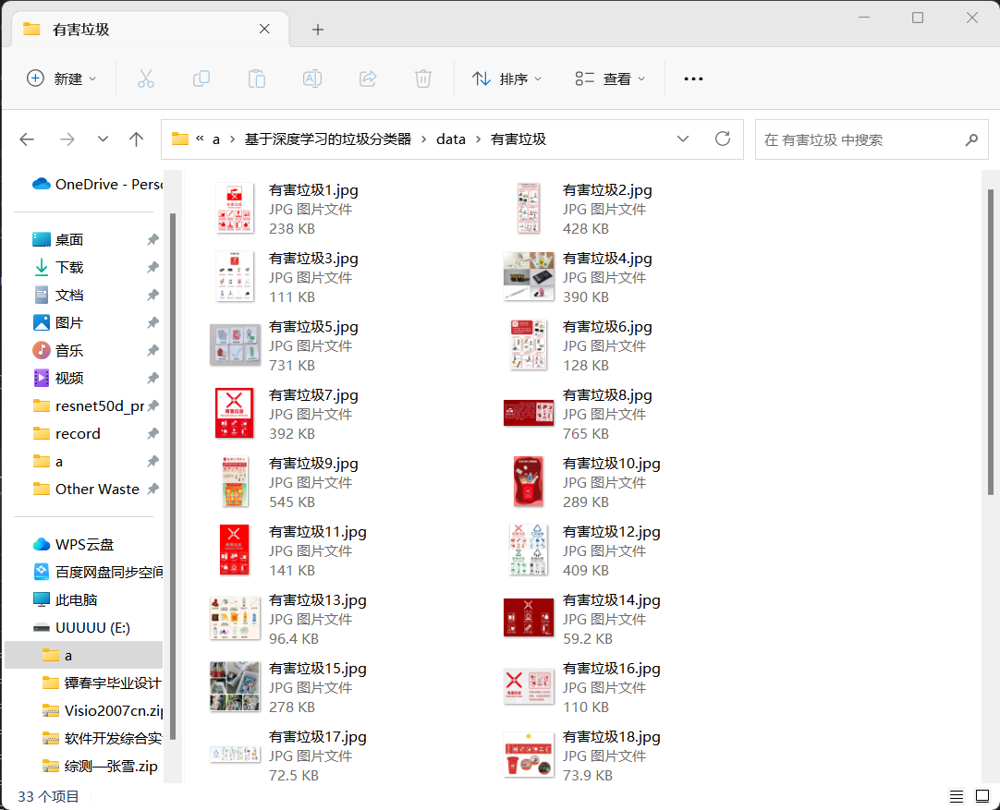 有害垃圾
新建
排序
查看
« a › 基于深度学习的垃圾分类器 › data › 有害垃圾
在 有害垃圾 中搜索
OneDrive - Perso
桌面
下载
文档
图片
音乐
视频
resnet50d_pr
record
a
Other Waste
WPS云盘
百度网盘同步空间
此电脑
UUUUU (E:)
a
镡春宇毕业设计
Visio2007cn.zip
软件开发综合实
综测—张雪.zip
有害垃圾1.jpg
JPG 图片文件
238 KB
有害垃圾2.jpg
JPG 图片文件
428 KB
有害垃圾3.jpg
JPG 图片文件
111 KB
有害垃圾4.jpg
JPG 图片文件
390 KB
有害垃圾5.jpg
JPG 图片文件
731 KB
有害垃圾6.jpg
JPG 图片文件
128 KB
有害垃圾7.jpg
JPG 图片文件
392 KB
有害垃圾8.jpg
JPG 图片文件
765 KB
有害垃圾9.jpg
JPG 图片文件
545 KB
有害垃圾10.jpg
JPG 图片文件
289 KB
有害垃圾11.jpg
JPG 图片文件
141 KB
有害垃圾12.jpg
JPG 图片文件
409 KB
有害垃圾13.jpg
JPG 图片文件
96.4 KB
有害垃圾14.jpg
JPG 图片文件
59.2 KB
有害垃圾15.jpg
JPG 图片文件
278 KB
有害垃圾16.jpg
JPG 图片文件
110 KB
有害垃圾17.jpg
JPG 图片文件
72.5 KB
有害垃圾18.jpg
JPG 图片文件
73.9 KB
33 个项目